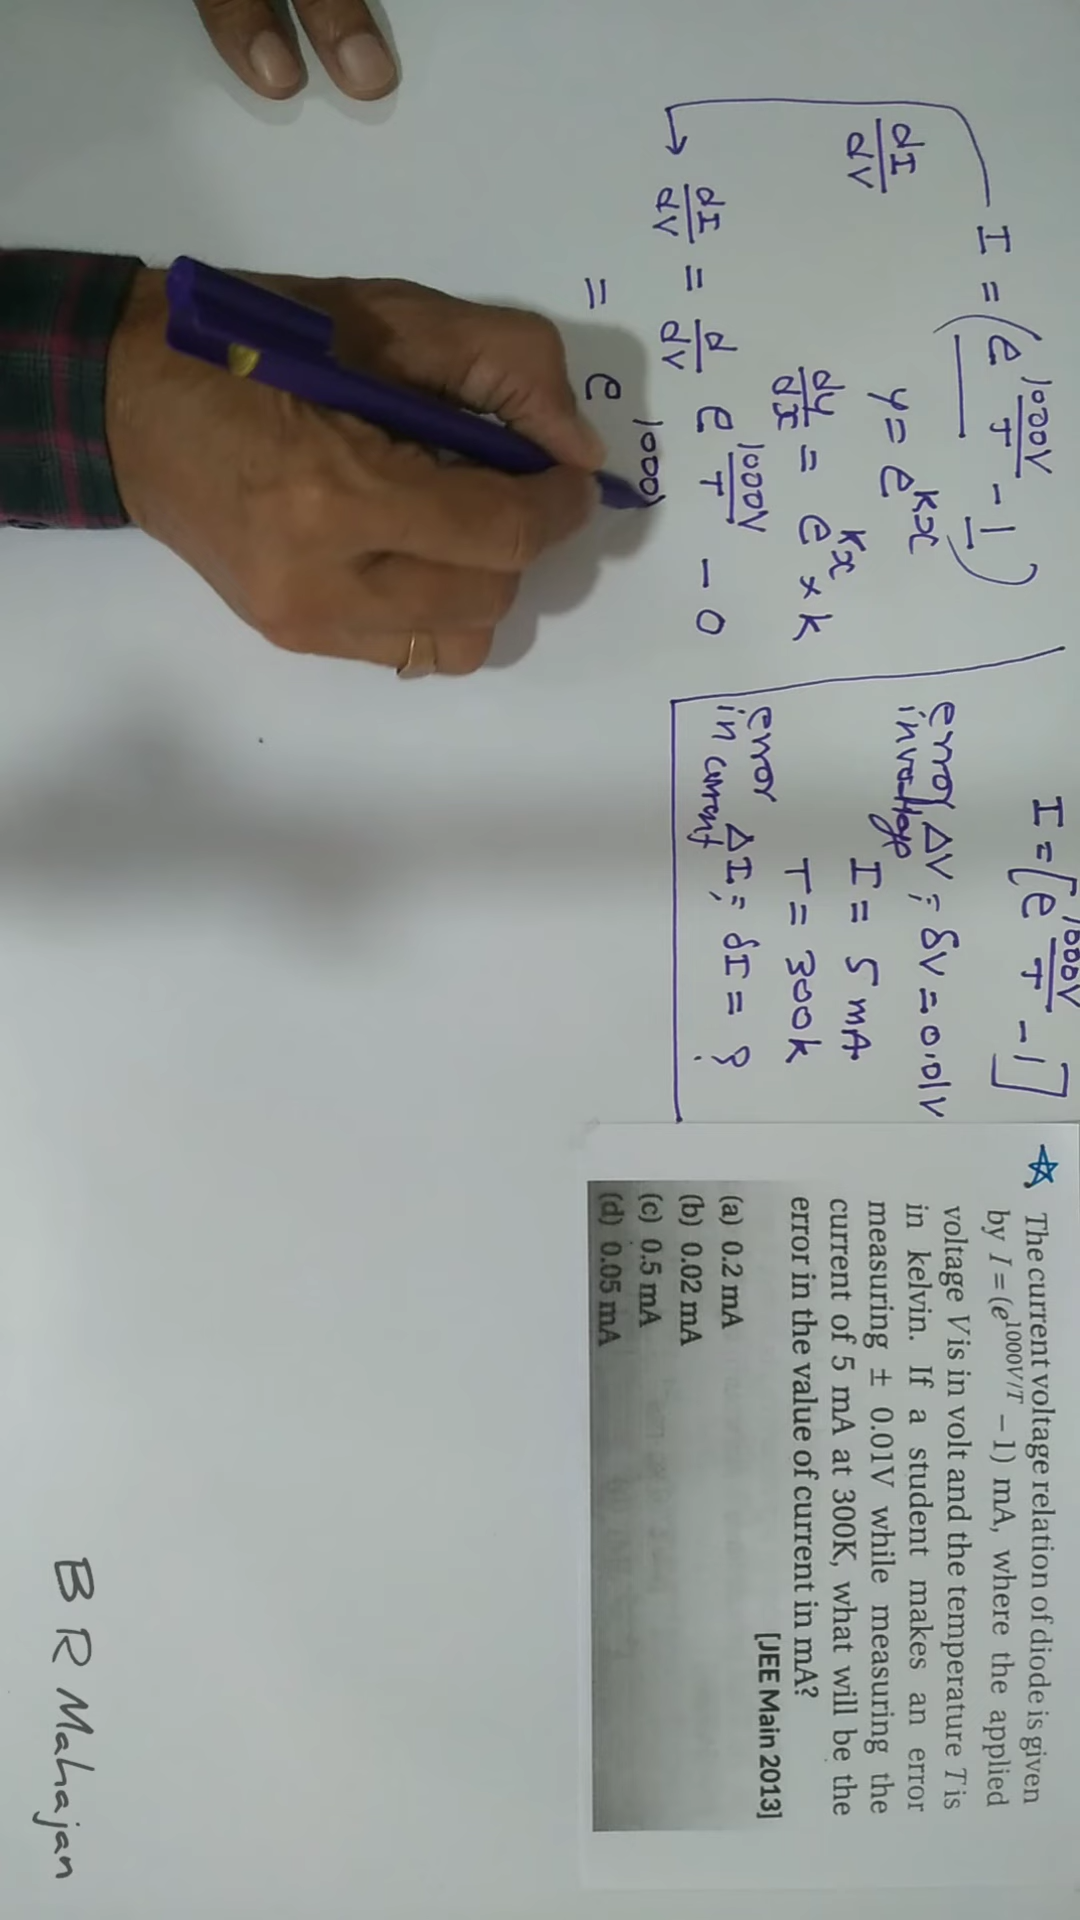 I = (e^1000V/T - 1)
dI/dV
y = e^kx
dy/dx = e^kx × k
dI/dV = d/dV e^1000V/T - 0
= e^1000
I = [e^1000V/T - 1]
error ΔV = δV = 0.01V
in voltage
I = 5 mA
T = 300k
error
in current ΔI = δI = ?
☆ The current voltage relation of diode is given
by I = (e^1000V/T – 1) mA, where the applied
voltage V is in volt and the temperature T is
in kelvin. If a student makes an error
measuring ± 0.01V while measuring the
current of 5 mA at 300K, what will be the
error in the value of current in mA?
[JEE Main 2013]
(a) 0.2 mA
(b) 0.02 mA
(c) 0.5 mA
(d) 0.05 mA
B R Mahajan